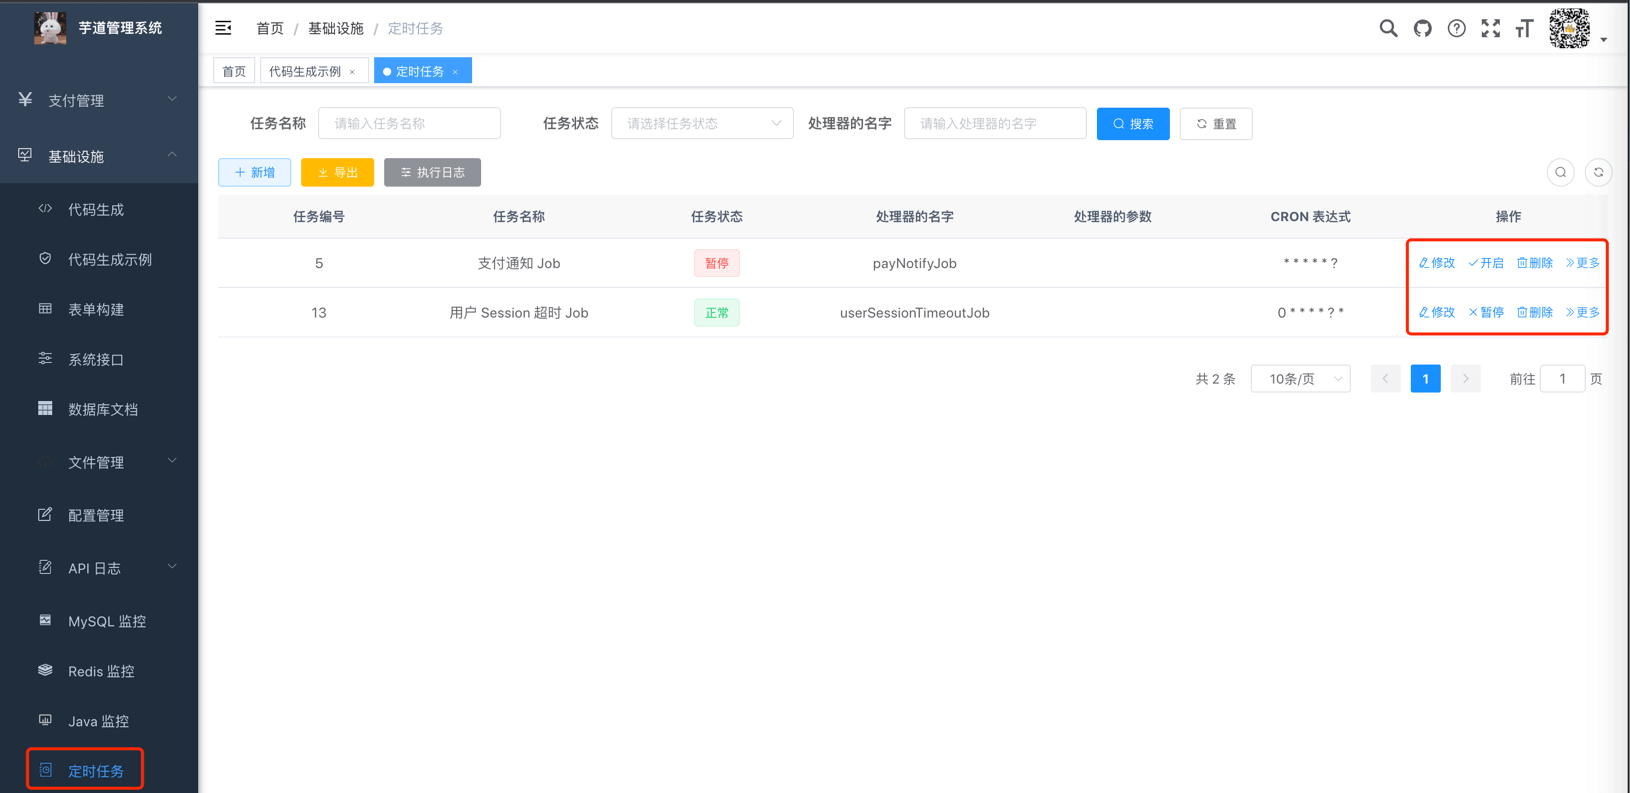 芋道管理系统
支付管理
基础设施
代码生成
代码生成示例
表单构建
系统接口
数据库文档
文件管理
配置管理
API 日志
MySQL 监控
Redis 监控
Java 监控
定时任务
首页 / 基础设施 / 定时任务
首页 代码生成示例 × 定时任务 ×
任务名称 请输入任务名称 任务状态 请选择任务状态 处理器的名字 请输入处理器的名字 搜索 重置
+ 新增 导出 执行日志
任务编号 任务名称 任务状态 处理器的名字 处理器的参数 CRON 表达式 操作
5 支付通知 Job 暂停 payNotifyJob * * * * * ? 修改 开启 删除 更多
13 用户 Session 超时 Job 正常 userSessionTimeoutJob 0 * * * * ? * 修改 暂停 删除 更多
共 2 条 10条/页 1 前往 1 页